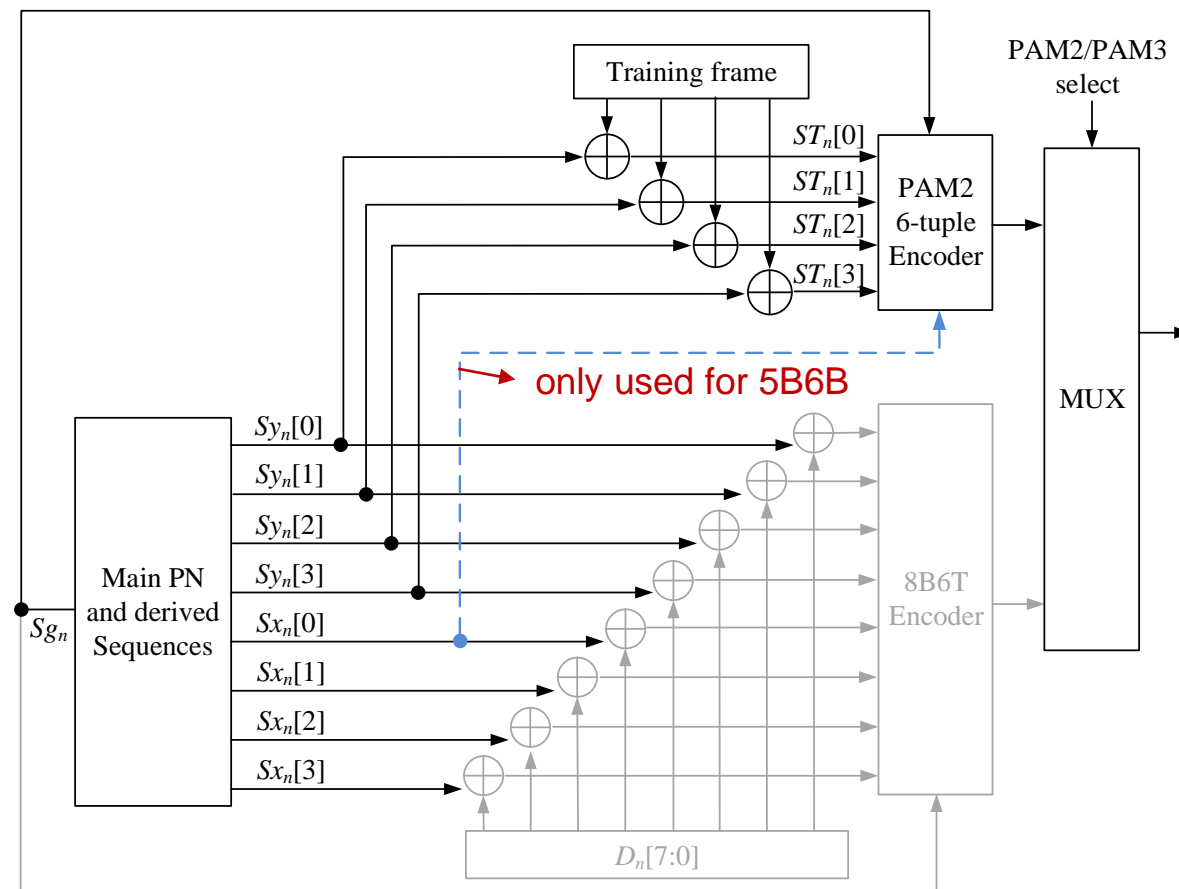 Training frame
PAM2/PAM3
select
STn[0]
STn[1]
STn[2]
STn[3]
PAM2
6-tuple
Encoder
only used for 5B6B
MUX
Main PN
and derived
Sequences
Sgn
Syn[0]
Syn[1]
Syn[2]
Syn[3]
Sxn[0]
Sxn[1]
Sxn[2]
Sxn[3]
8B6T
Encoder
Dn[7:0]